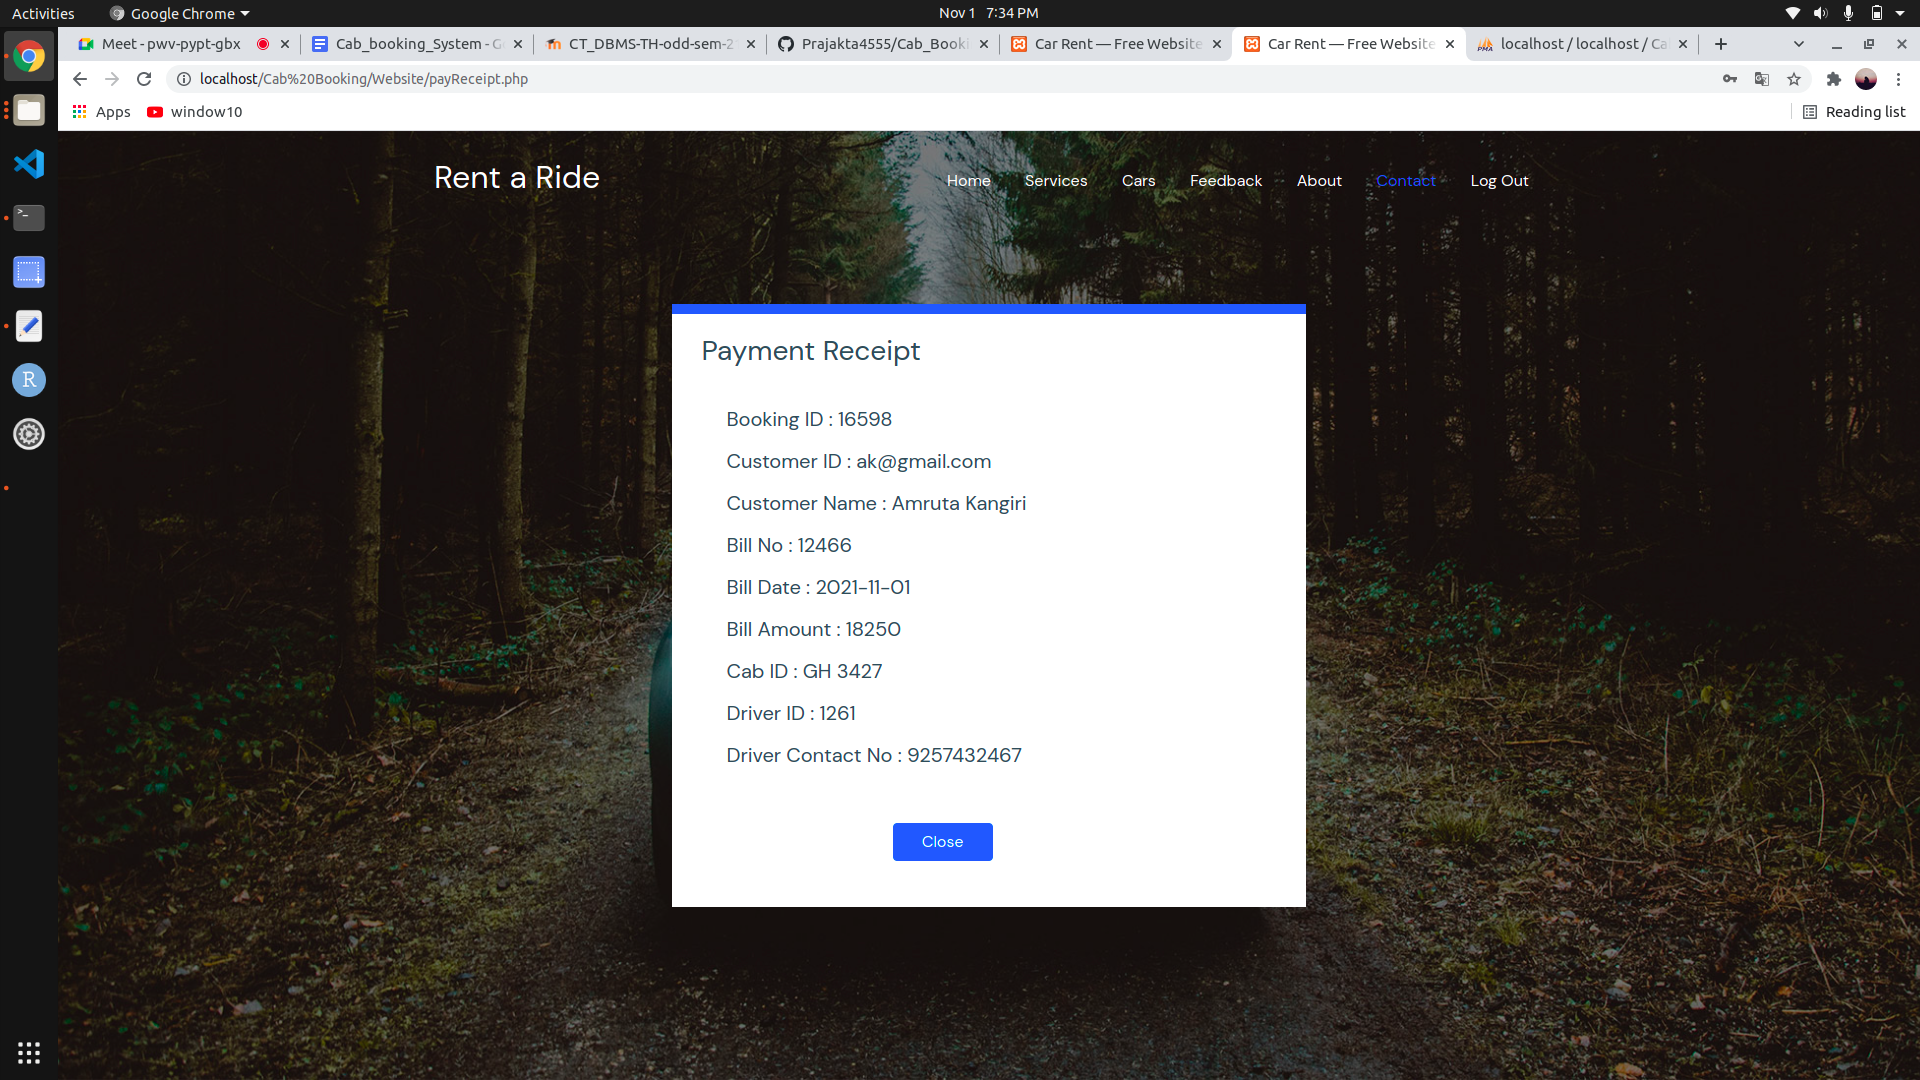 Activities
Google Chrome
Nov 1 7:34 PM
Meet - pwv-pypt-gbx
Cab_booking_System - G
CT_DBMS-TH-odd-sem-2
Prajakta4555/Cab_Booki
Car Rent — Free Website
Car Rent — Free Website
localhost / localhost / Ca
localhost/Cab%20Booking/Website/payReceipt.php
Apps
window10
Reading list
Rent a Ride
Home
Services
Cars
Feedback
About
Contact
Log Out
Payment Receipt
Booking ID : 16598
Customer ID : ak@gmail.com
Customer Name : Amruta Kangiri
Bill No : 12466
Bill Date : 2021-11-01
Bill Amount : 18250
Cab ID : GH 3427
Driver ID : 1261
Driver Contact No : 9257432467
Close